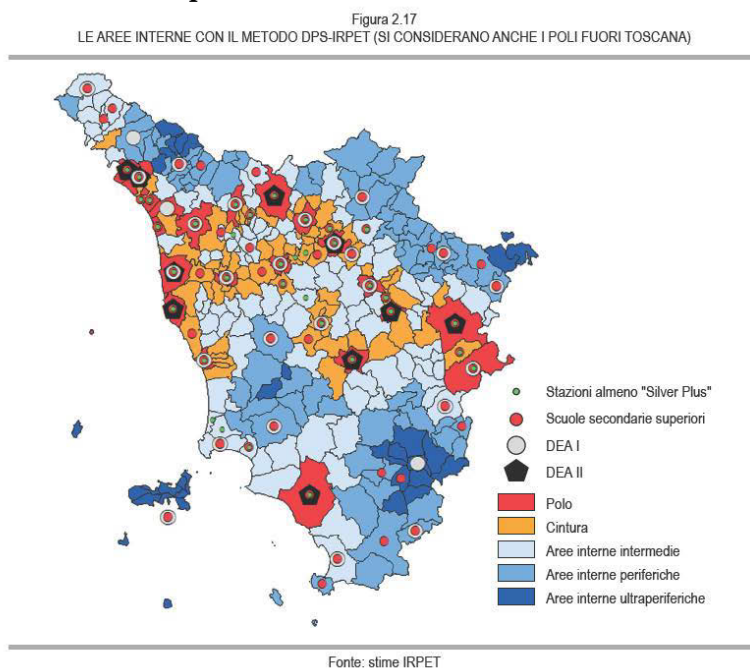 Figura 2.17
LE AREE INTERNE CON IL METODO DPS-IRPET (SI CONSIDERANO ANCHE I POLI FUORI TOSCANA)
Stazioni almeno "Silver Plus"
Scuole secondarie superiori
DEA I
DEA II
Polo
Cintura
Aree interne intermedie
Aree interne periferiche
Aree interne ultraperiferiche
Fonte: stime IRPET